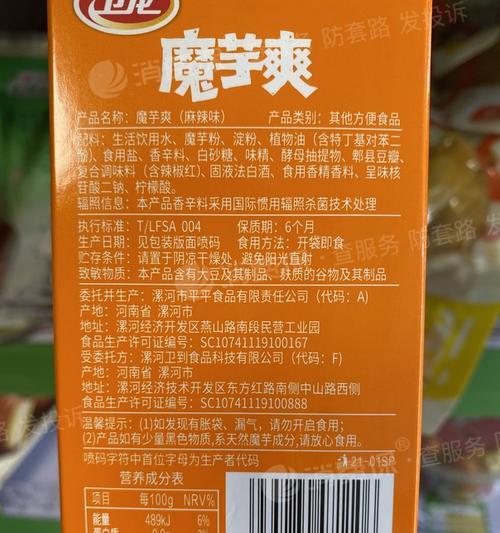 卫龙
魔芋爽
产品名称：魔芋爽（麻辣味） 产品类别：其他方便食品
配料：生活饮用水、魔芋粉、淀粉、植物油（含特丁基对苯二
酚）、食用盐、香辛料、白砂糖、味精、酵母抽提物、郫县豆瓣、
复合调味料（含辣椒红）、固液法白酒、食用香精香料、呈味核
苷酸二钠、柠檬酸。
辐照信息：本产品香辛料采用国际惯用辐照杀菌技术处理
执行标准：T/LFSA 004 保质期：6个月
生产日期：见包装版面喷码 食用方法：开袋即食
贮存条件：请置于阴凉干燥处，避免阳光直射
致敏物质：本产品含有大豆及其制品、麸质的谷物及其制品
委托并生产：漯河市平平食品有限责任公司（代码：A）
产地：河南省 漯河市
地址：漯河经济开发区燕山路南段民营工业园
食品生产许可证编号：SC10741119100167
受委托方：漯河卫到食品科技有限公司（代码：F）
产地：河南省 漯河市
地址：漯河经济技术开发区东方红路南侧中山路西侧
食品生产许可证编号：SC10741119100888
温馨提示：(1)如发现有胀袋、漏气，请勿开启食用；
(2)产品如有少量黑色物质,系天然魔芋成分,请放心食用。
喷码字符中首位字母为生产者代码
21-01SP
营养成分表
项目 每100g NRV%
能量 489kJ 6%
防套路 发投诉
查服务 防套路 发投诉
查服务 防